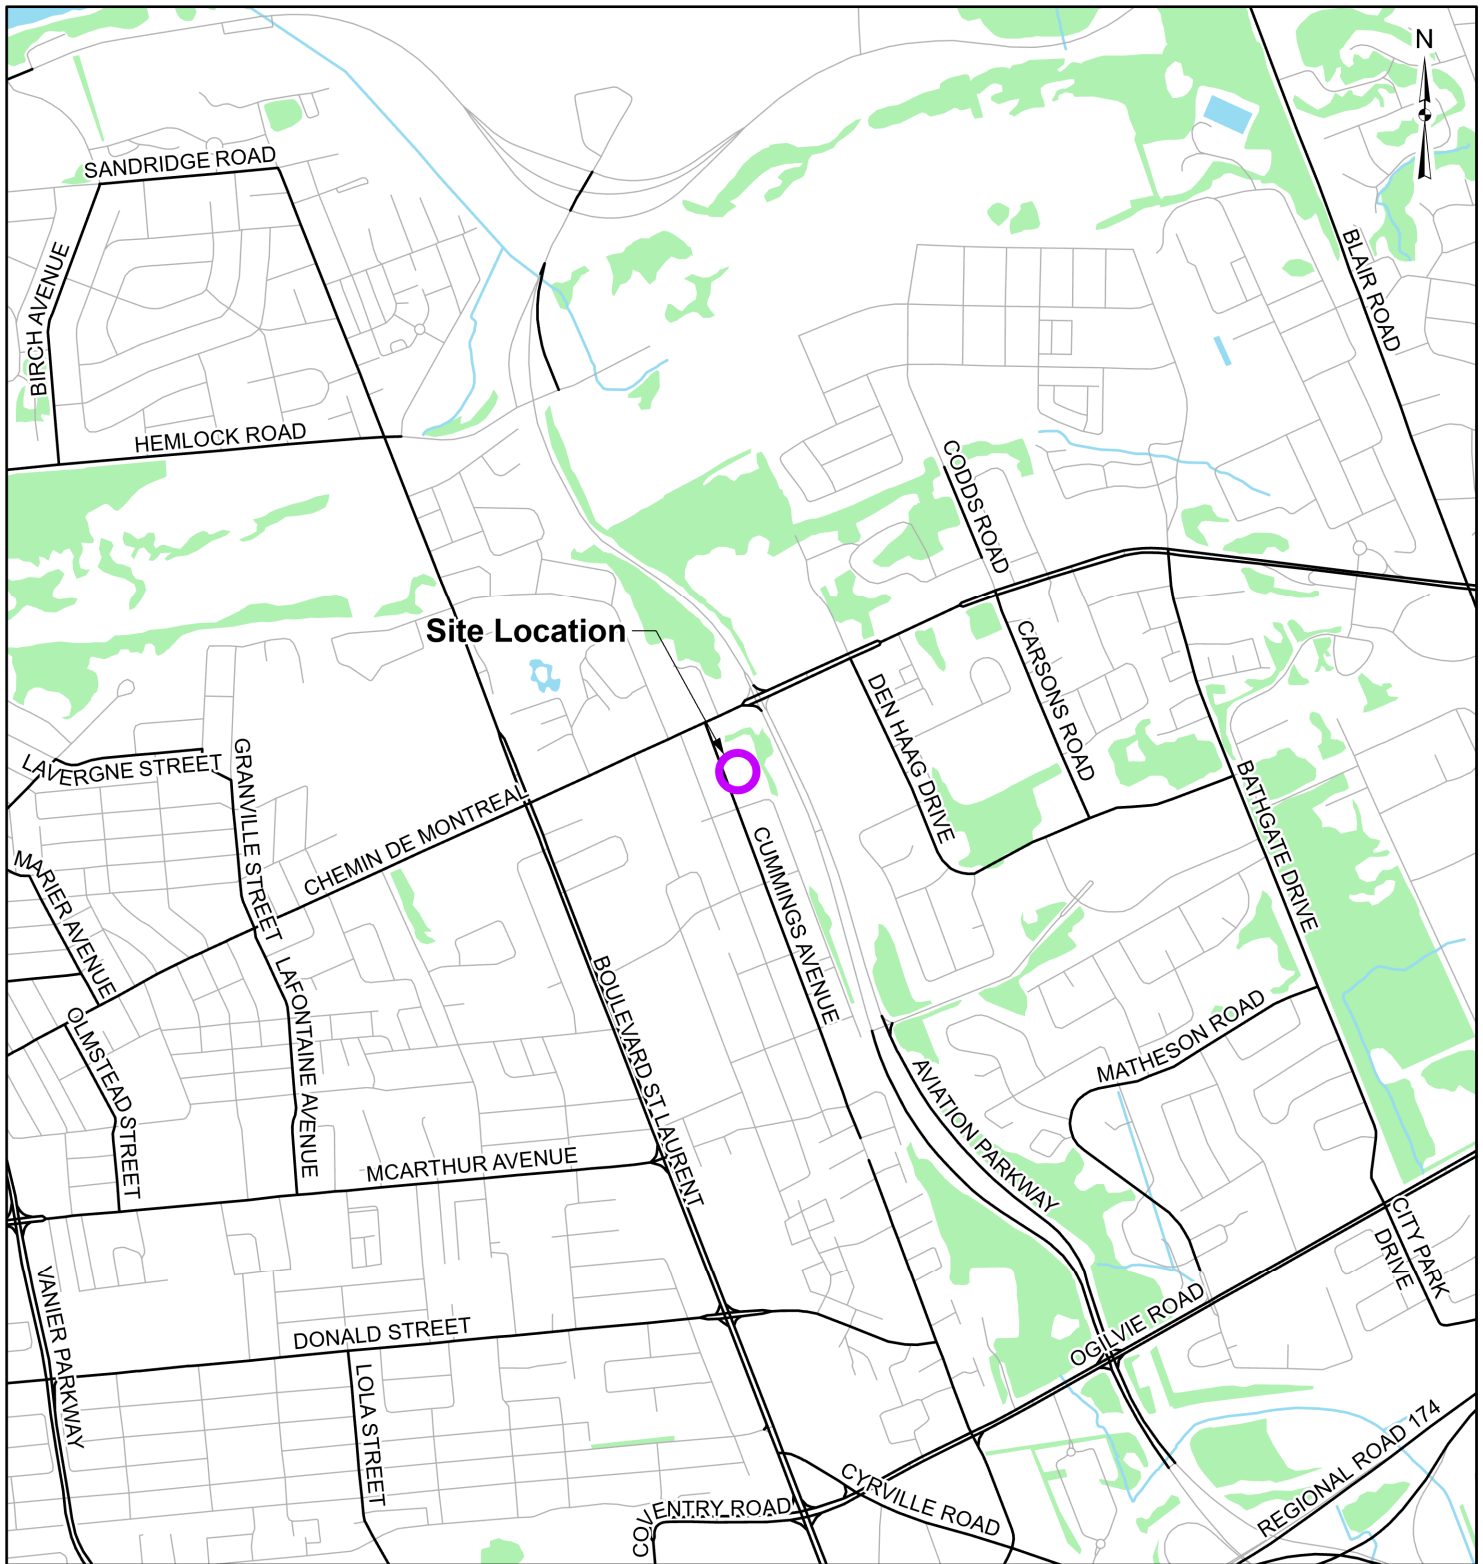 N
SANDRIDGE ROAD
BIRCH AVENUE
BLAIR ROAD
HEMLOCK ROAD
CODDS ROAD
Site Location
CARSONS ROAD
DEN HAAG DRIVE
LAVERGNE STREET
GRANVILLE STREET
CHEMIN DE MONTREAL
BATHGATE DRIVE
MARIER AVENUE
CUMMINGS AVENUE
LAFONTAINE AVENUE
BOULEVARD ST LAURENT
OLMSTEAD STREET
MATHESON ROAD
AVIATION PARKWAY
MCARTHUR AVENUE
CITY PARK
DRIVE
VANIER PARKWAY
OGILVIE ROAD
DONALD STREET
LOLA STREET
REGIONAL ROAD 174
CYRVILLE ROAD
COVENTRY ROAD